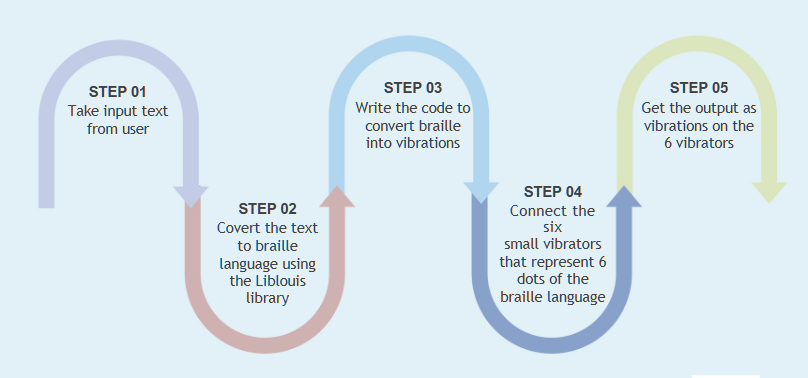 STEP 01
Take input text
from user
STEP 02
Covert the text
to braille
language using
the Liblouis
library
STEP 03
Write the code to
convert braille
into vibrations
STEP 04
Connect the
six
small vibrators
that represent 6
dots of the
braille language
STEP 05
Get the output as
vibrations on the
6 vibrators